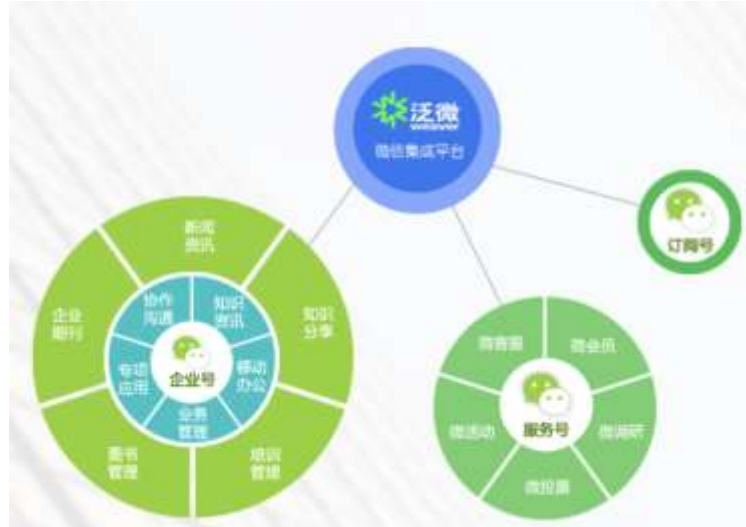 泛微
weaver
微信集成平台
订阅号
新闻
资讯
企业
期刊
知识
分享
图书
管理
培训
管理
协作
沟通
知识
资讯
专项
应用
移动
办公
业务
管理
企业号
微客服
微会员
微活动
微调研
微投票
服务号